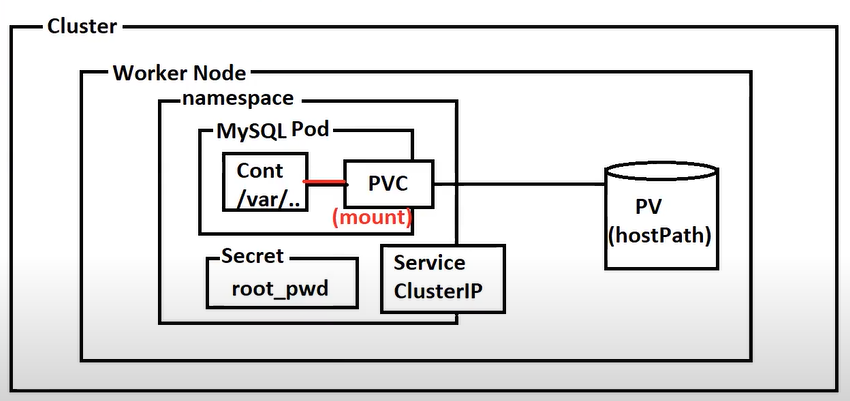 Cluster
Worker Node
namespace
MySQL Pod
Cont
/var/..
PVC
(mount)
PV
(hostPath)
Secret
root_pwd
Service
ClusterIP